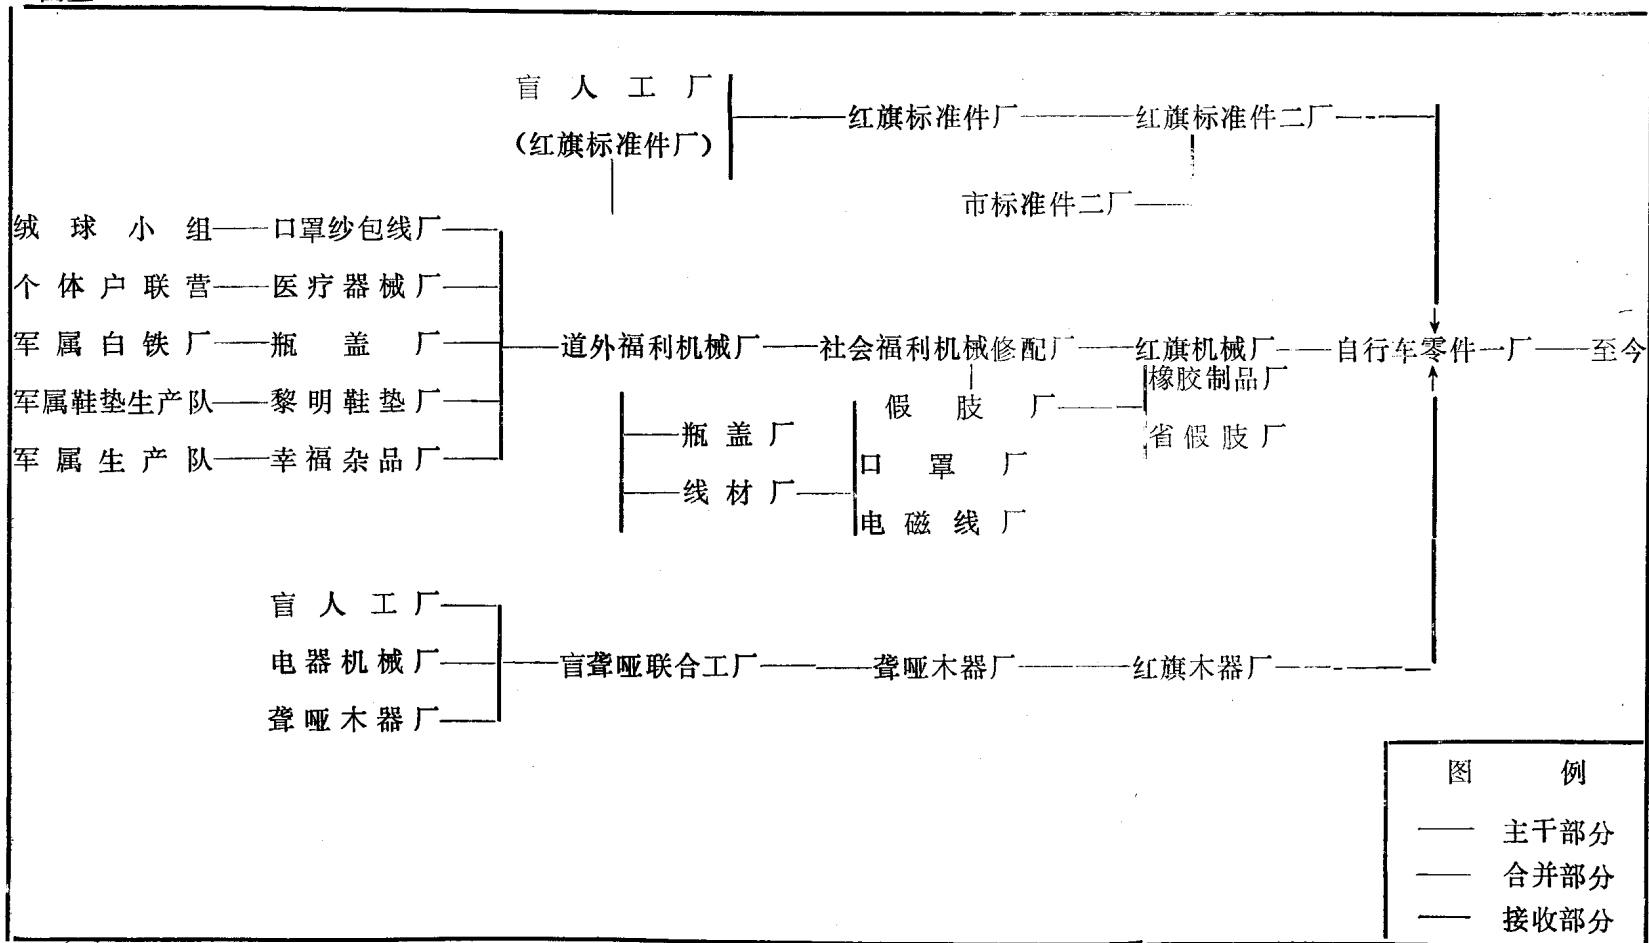 盲人工厂
(红旗标准件厂)
红旗标准件厂 红旗标准件二厂
市标准件二厂
绒球小组 口罩纱包线厂
个体户联营 医疗器械厂
军属白铁厂 瓶盖厂 道外福利机械厂 社会福利机械修配厂 红旗机械厂 自行车零件一厂 至今
橡胶制品厂
军属鞋垫生产队 黎明鞋垫厂 假肢厂
瓶盖厂 省假肢厂
军属生产队 幸福杂品厂 口罩厂
线材厂
电磁线厂
盲人工厂
电器机械厂 盲聋哑联合工厂 聋哑木器厂 红旗木器厂
聋哑木器厂
图例
主干部分
合并部分
接收部分